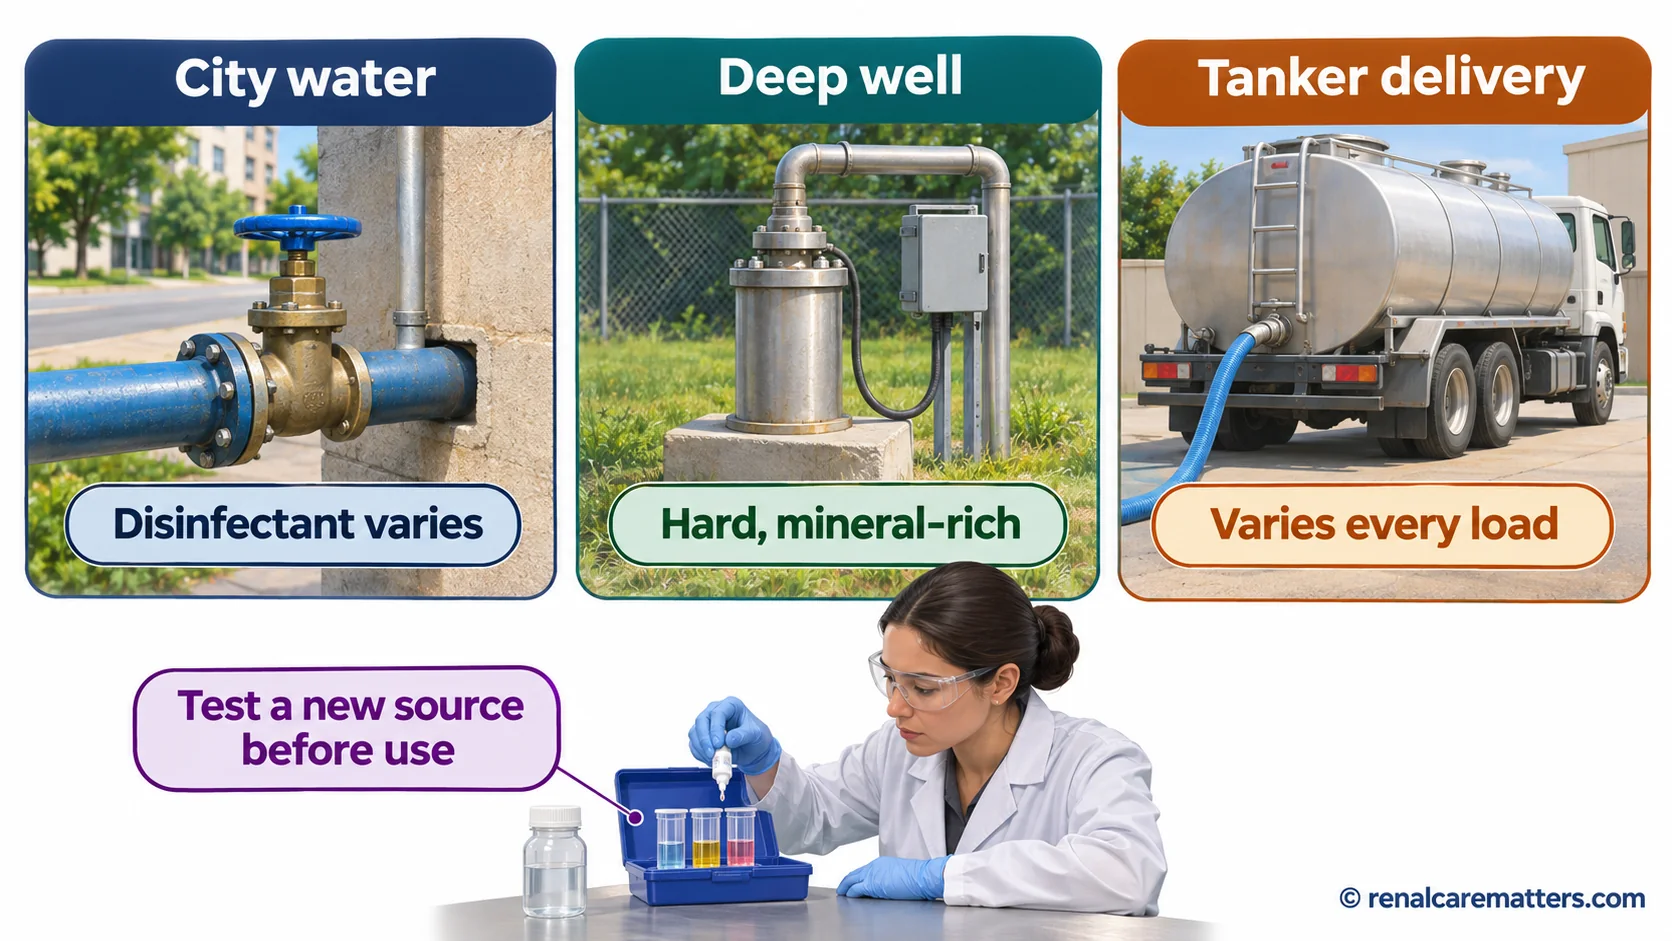 City water
Deep well
Tanker delivery
Disinfectant varies
Hard, mineral-rich
Varies every load
Test a new source
before use
© renalcarematters.com